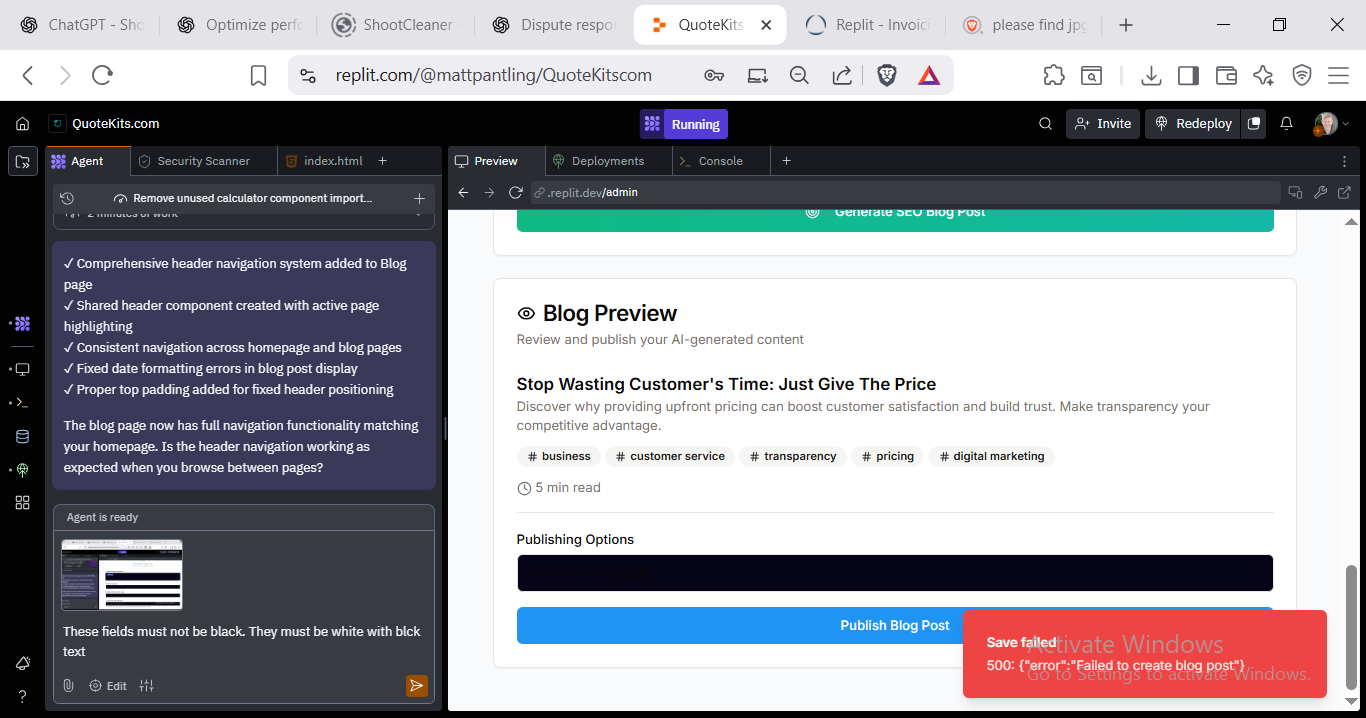 ChatGPT - Sho
Optimize perfo
ShootCleaner -
Dispute respon
QuoteKits
Replit - Invoici
please find jpg
replit.com/@mattpantling/QuoteKitscom
QuoteKits.com
Running
Invite
Redeploy
Agent
Security Scanner
index.html
Preview
Deployments
Console
Remove unused calculator component import...
.replit.dev/admin
2 minutes of work
Generate SEO Blog Post
✓ Comprehensive header navigation system added to Blog
page
✓ Shared header component created with active page
highlighting
✓ Consistent navigation across homepage and blog pages
✓ Fixed date formatting errors in blog post display
✓ Proper top padding added for fixed header positioning
The blog page now has full navigation functionality matching
your homepage. Is the header navigation working as
expected when you browse between pages?
Agent is ready
These fields must not be black. They must be white with blck
text
Edit
Blog Preview
Review and publish your AI-generated content
Stop Wasting Customer's Time: Just Give The Price
Discover why providing upfront pricing can boost customer satisfaction and build trust. Make transparency your
competitive advantage.
# business # customer service # transparency # pricing # digital marketing
5 min read
Publishing Options
Publish Blog Post
Save failed
500: {"error":"Failed to create blog post"}
Activate Windows
Go to Settings to activate Windows.